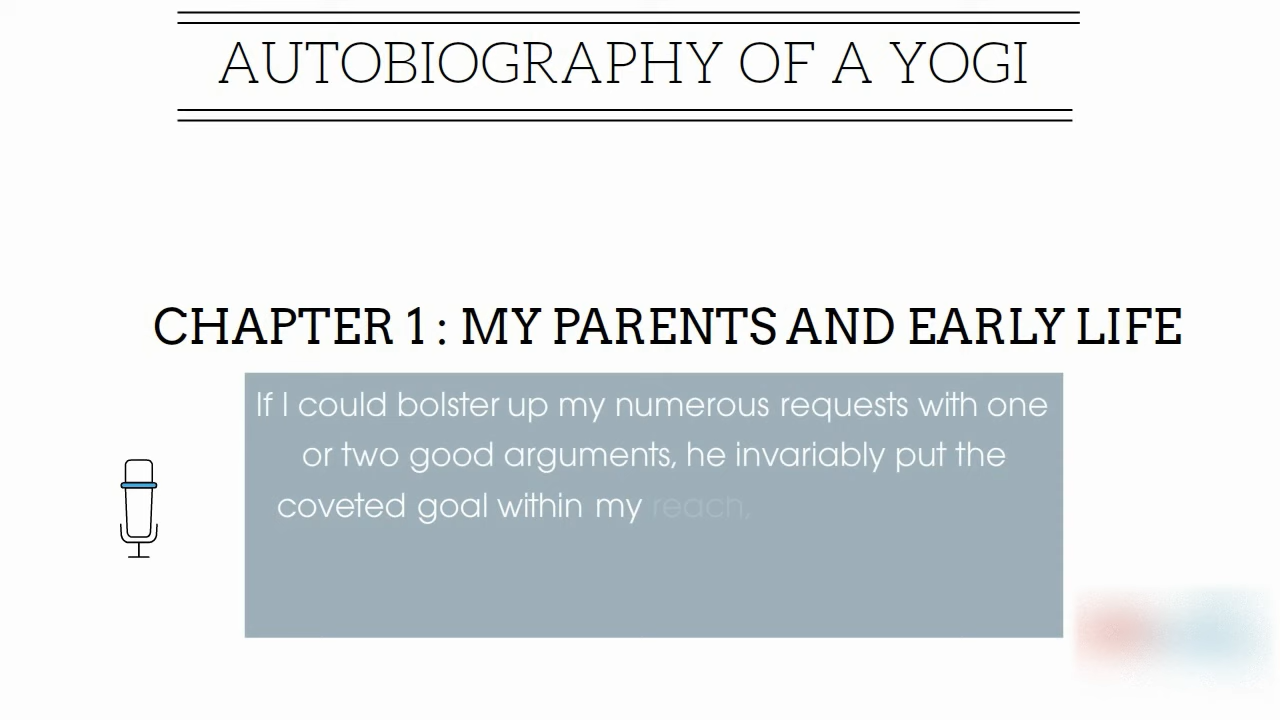 AUTOBIOGRAPHY OF A YOGI
CHAPTER 1 : MY PARENTS AND EARLY LIFE
If I could bolster up my numerous requests with one
or two good arguments, he invariably put the
coveted goal within my reach,